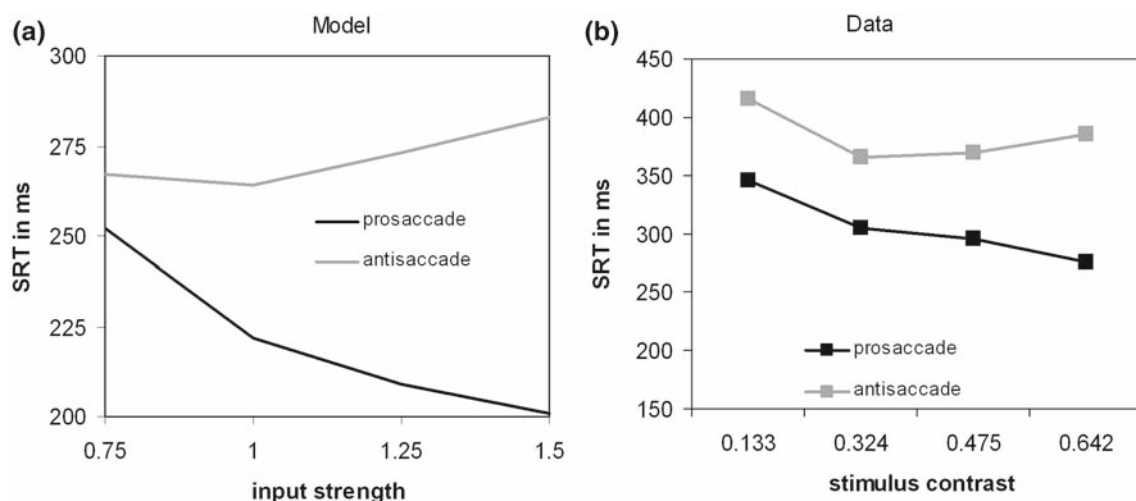 (a)
Model
300
275
250
225
200
SRT in ms
prosaccade
antisaccade
0.75 1 1.25 1.5
input strength
(b)
Data
450
400
350
300
250
200
150
SRT in ms
prosaccade
antisaccade
0.133 0.324 0.475 0.642
stimulus contrast